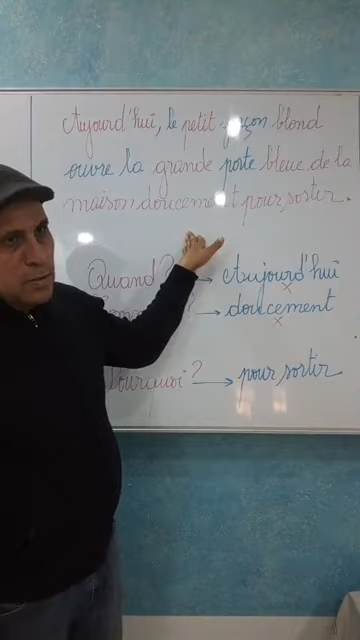 Aujourd'hui, le petit garçon blond
ouvre la grande porte bleue de la
maison doucement pour sortir.
Quand ? → Aujourd'hui
? → doucement
Pourquoi ? → pour sortir